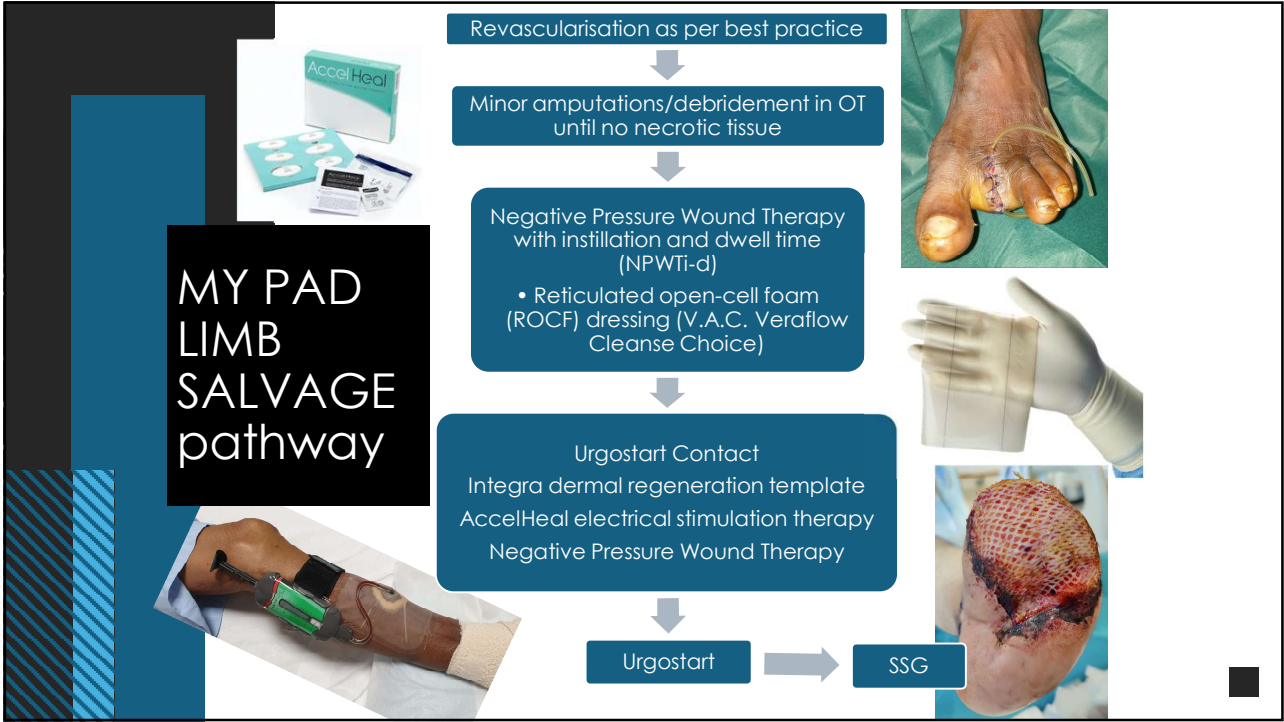 Revascularisation as per best practice
Minor amputations/debridement in OT
until no necrotic tissue
Negative Pressure Wound Therapy
with instillation and dwell time
(NPWTi-d)
• Reticulated open-cell foam
(ROCF) dressing (V.A.C. Veraflow
Cleanse Choice)
Urgostart Contact
Integra dermal regeneration template
AccelHeal electrical stimulation therapy
Negative Pressure Wound Therapy
Urgostart
SSG
MY PAD
LIMB
SALVAGE
pathway
Accel Heal
AccelHeal